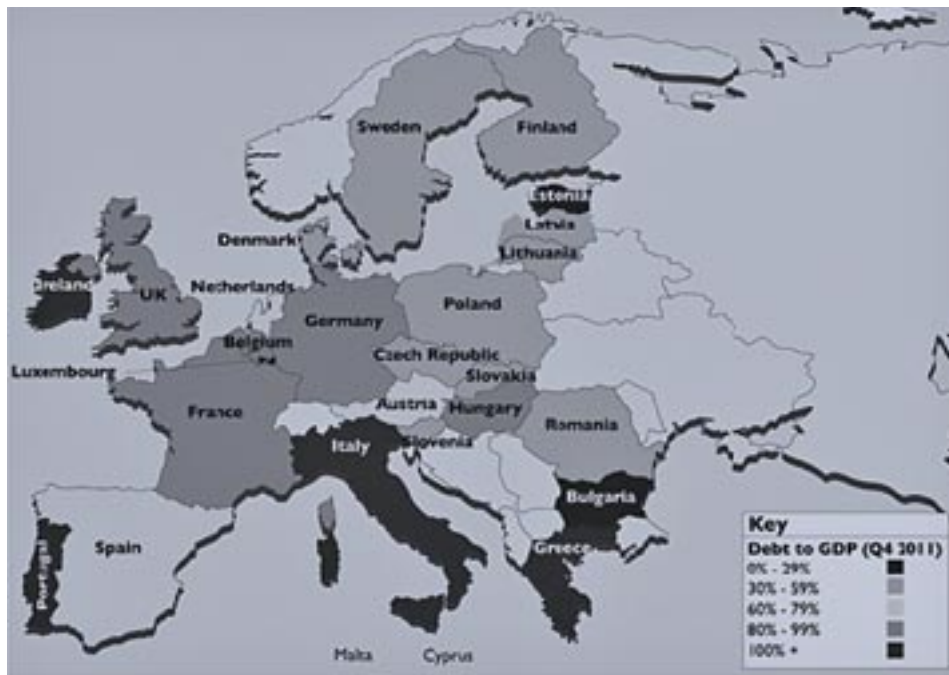 Sweden
Finland
Estonia
Latvia
Denmark
Lithuania
Ireland
Netherlands
UK
Poland
Germany
Belgium
Czech Republic
Luxembourg
Slovakia
Austria
France
Hungary
Romania
Italy
Slovenia
Bulgaria
Spain
Greece
Portugal
Malta
Cyprus
Key
Debt to GDP (Q4 2011)
0% - 29%
30% - 59%
60% - 79%
80% - 99%
100% +